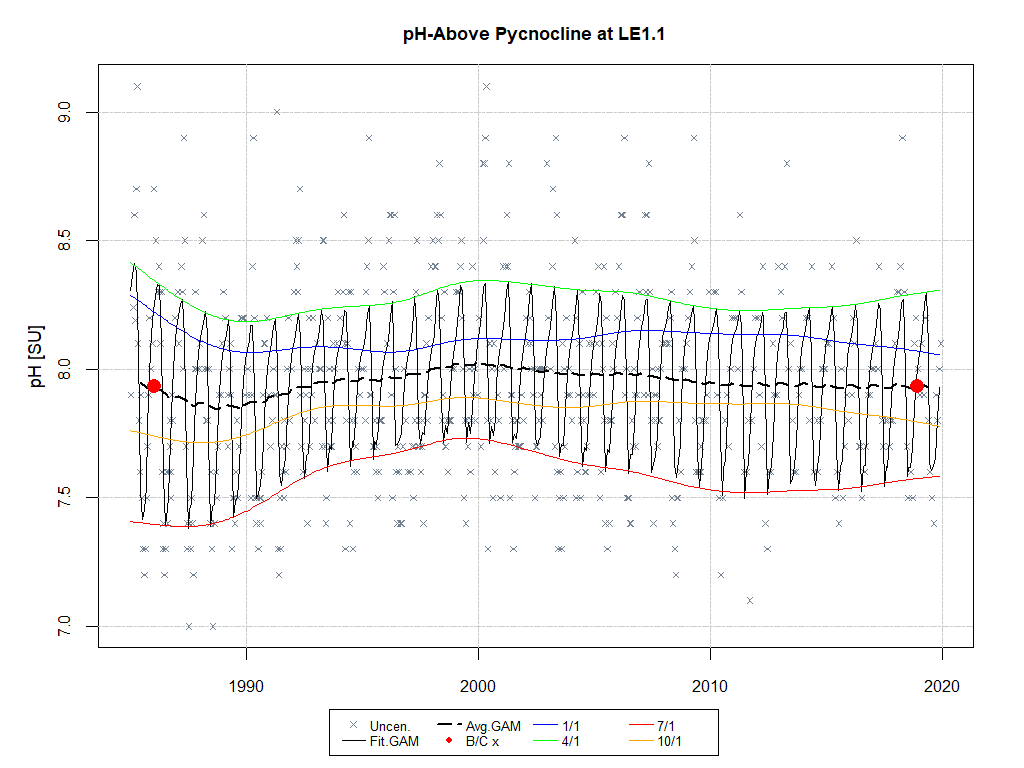 pH-Above Pycnocline at LE1.1
pH [SU]
9.0
8.5
8.0
7.5
7.0
1990 2000 2010 2020
Uncen. Avg.GAM 1/1 7/1
Fit.GAM B/C x 4/1 10/1